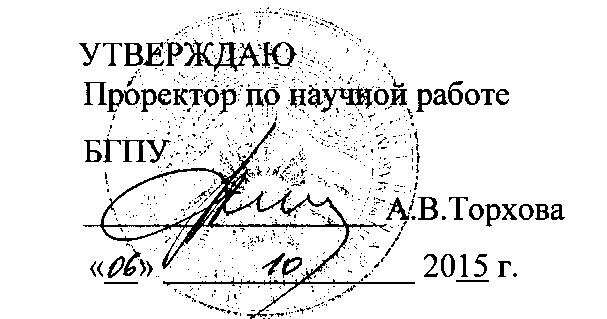 УТВЕРЖДАЮ
Проректор по научной работе
БГПУ
А.В.Торхова
«06» 10 2015 г.